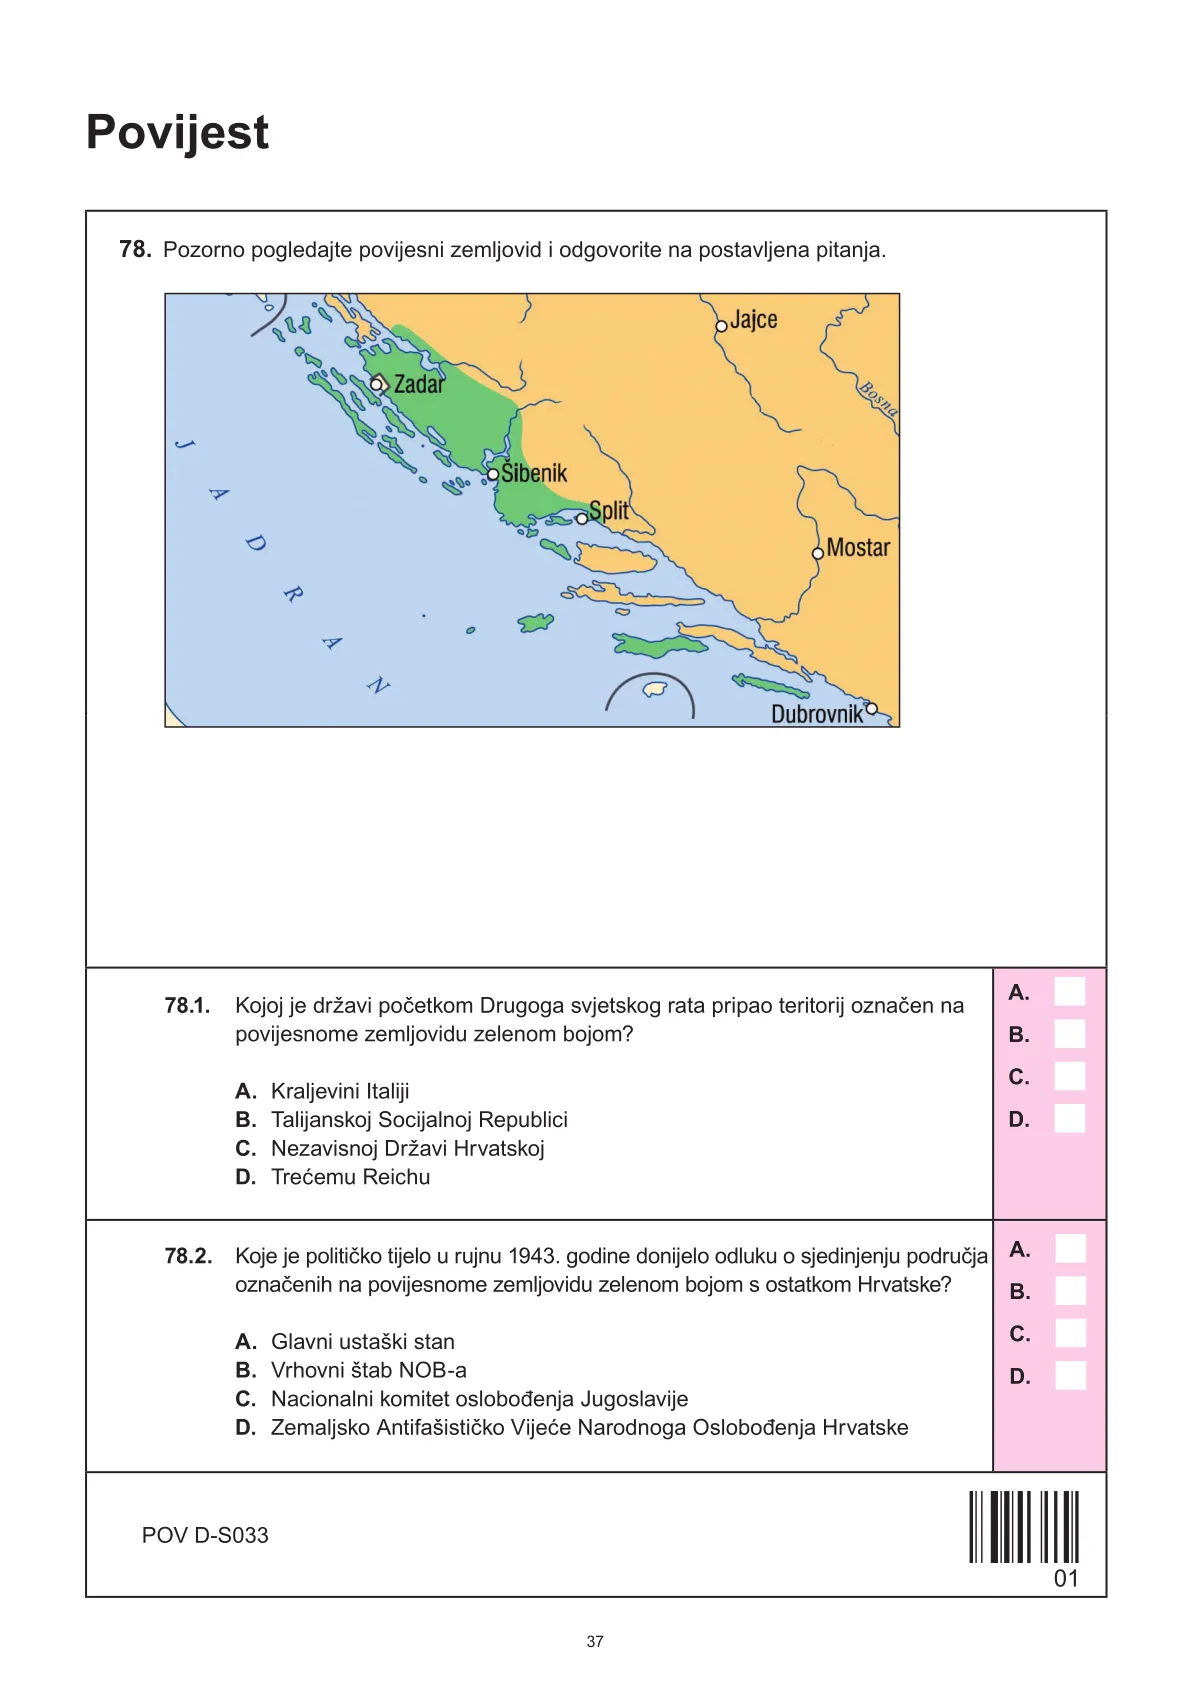 Povijest
78. Pozorno pogledajte povijesni zemljovid i odgovorite na postavljena pitanja.
Jajce
Bosna
Zadar
Šibenik
Split
Mostar
J A D R A N
Dubrovnik
78.1. Kojoj je državi početkom Drugoga svjetskog rata pripao teritorij označen na
povijesnome zemljovidu zelenom bojom?
A. Kraljevini Italiji
B. Talijanskoj Socijalnoj Republici
C. Nezavisnoj Državi Hrvatskoj
D. Trećemu Reichu
A.
B.
C.
D.
78.2. Koje je političko tijelo u rujnu 1943. godine donijelo odluku o sjedinjenju područja
označenih na povijesnome zemljovidu zelenom bojom s ostatkom Hrvatske?
A. Glavni ustaški stan
B. Vrhovni štab NOB-a
C. Nacionalni komitet oslobođenja Jugoslavije
D. Zemaljsko Antifašističko Vijeće Narodnoga Oslobođenja Hrvatske
A.
B.
C.
D.
POV D-S033
01
37